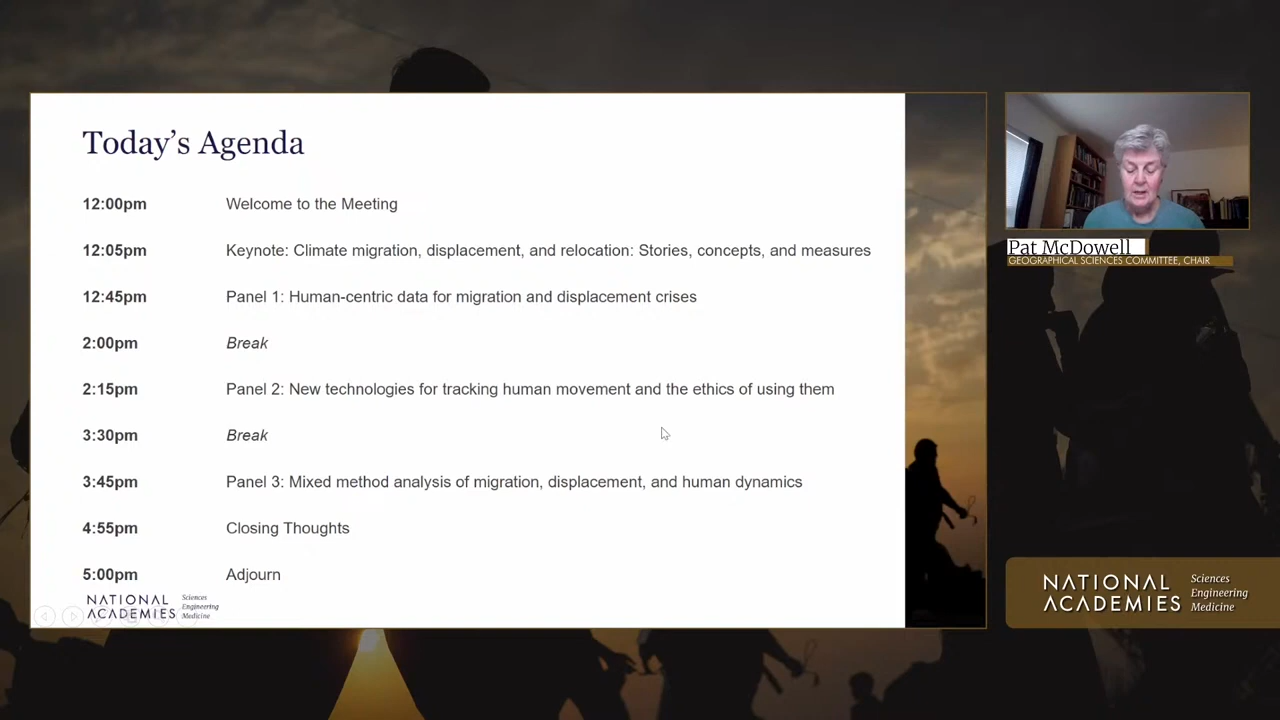 Today's Agenda
12:00pm Welcome to the Meeting
12:05pm Keynote: Climate migration, displacement, and relocation: Stories, concepts, and measures
12:45pm Panel 1: Human-centric data for migration and displacement crises
2:00pm Break
2:15pm Panel 2: New technologies for tracking human movement and the ethics of using them
3:30pm Break
3:45pm Panel 3: Mixed method analysis of migration, displacement, and human dynamics
4:55pm Closing Thoughts
5:00pm Adjourn
NATIONAL ACADEMIES
Sciences
Engineering
Medicine
Pat McDowell
GEOGRAPHICAL SCIENCES COMMITTEE, CHAIR
NATIONAL
ACADEMIES
Sciences
Engineering
Medicine